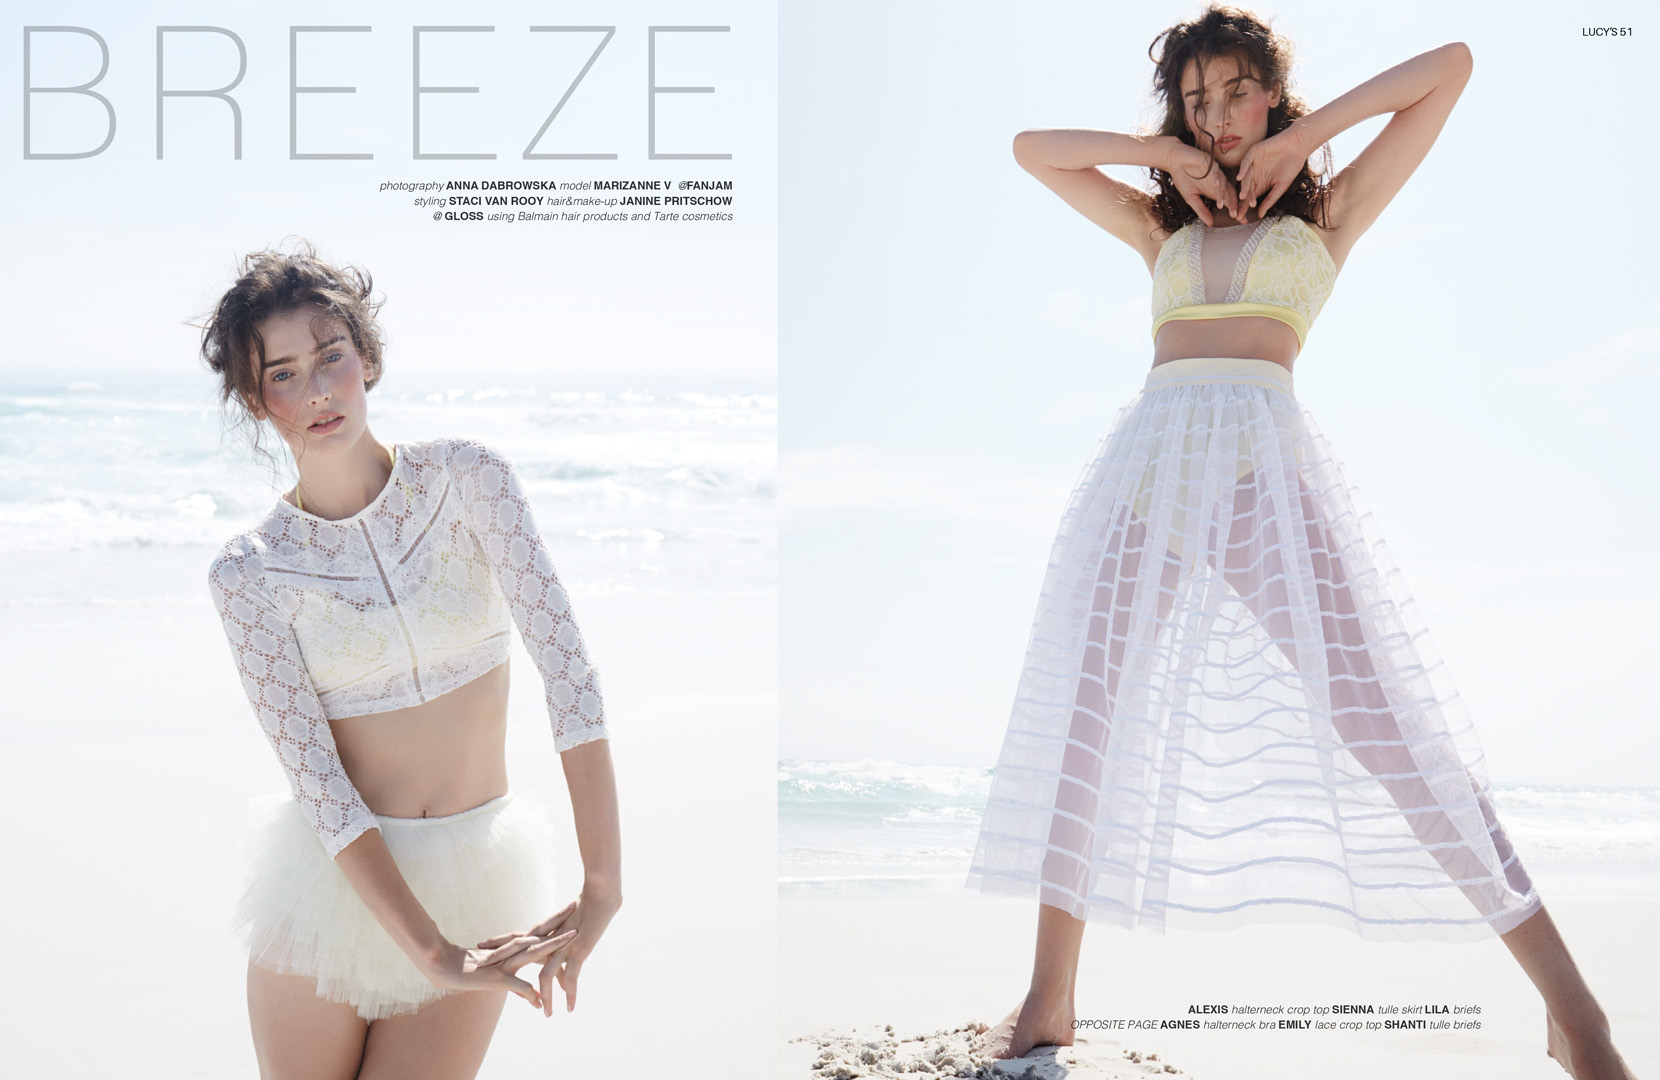 BREEZE
photography ANNA DABROWSKA model MARIZANNE V @FANJAM
styling STACI VAN ROOY hair&make-up JANINE PRITSCHOW
@ GLOSS using Balmain hair products and Tarte cosmetics
LUCY'S 51
ALEXIS halterneck crop top SIENNA tulle skirt LILA briefs
OPPOSITE PAGE AGNES halterneck bra EMILY lace crop top SHANTI tulle briefs